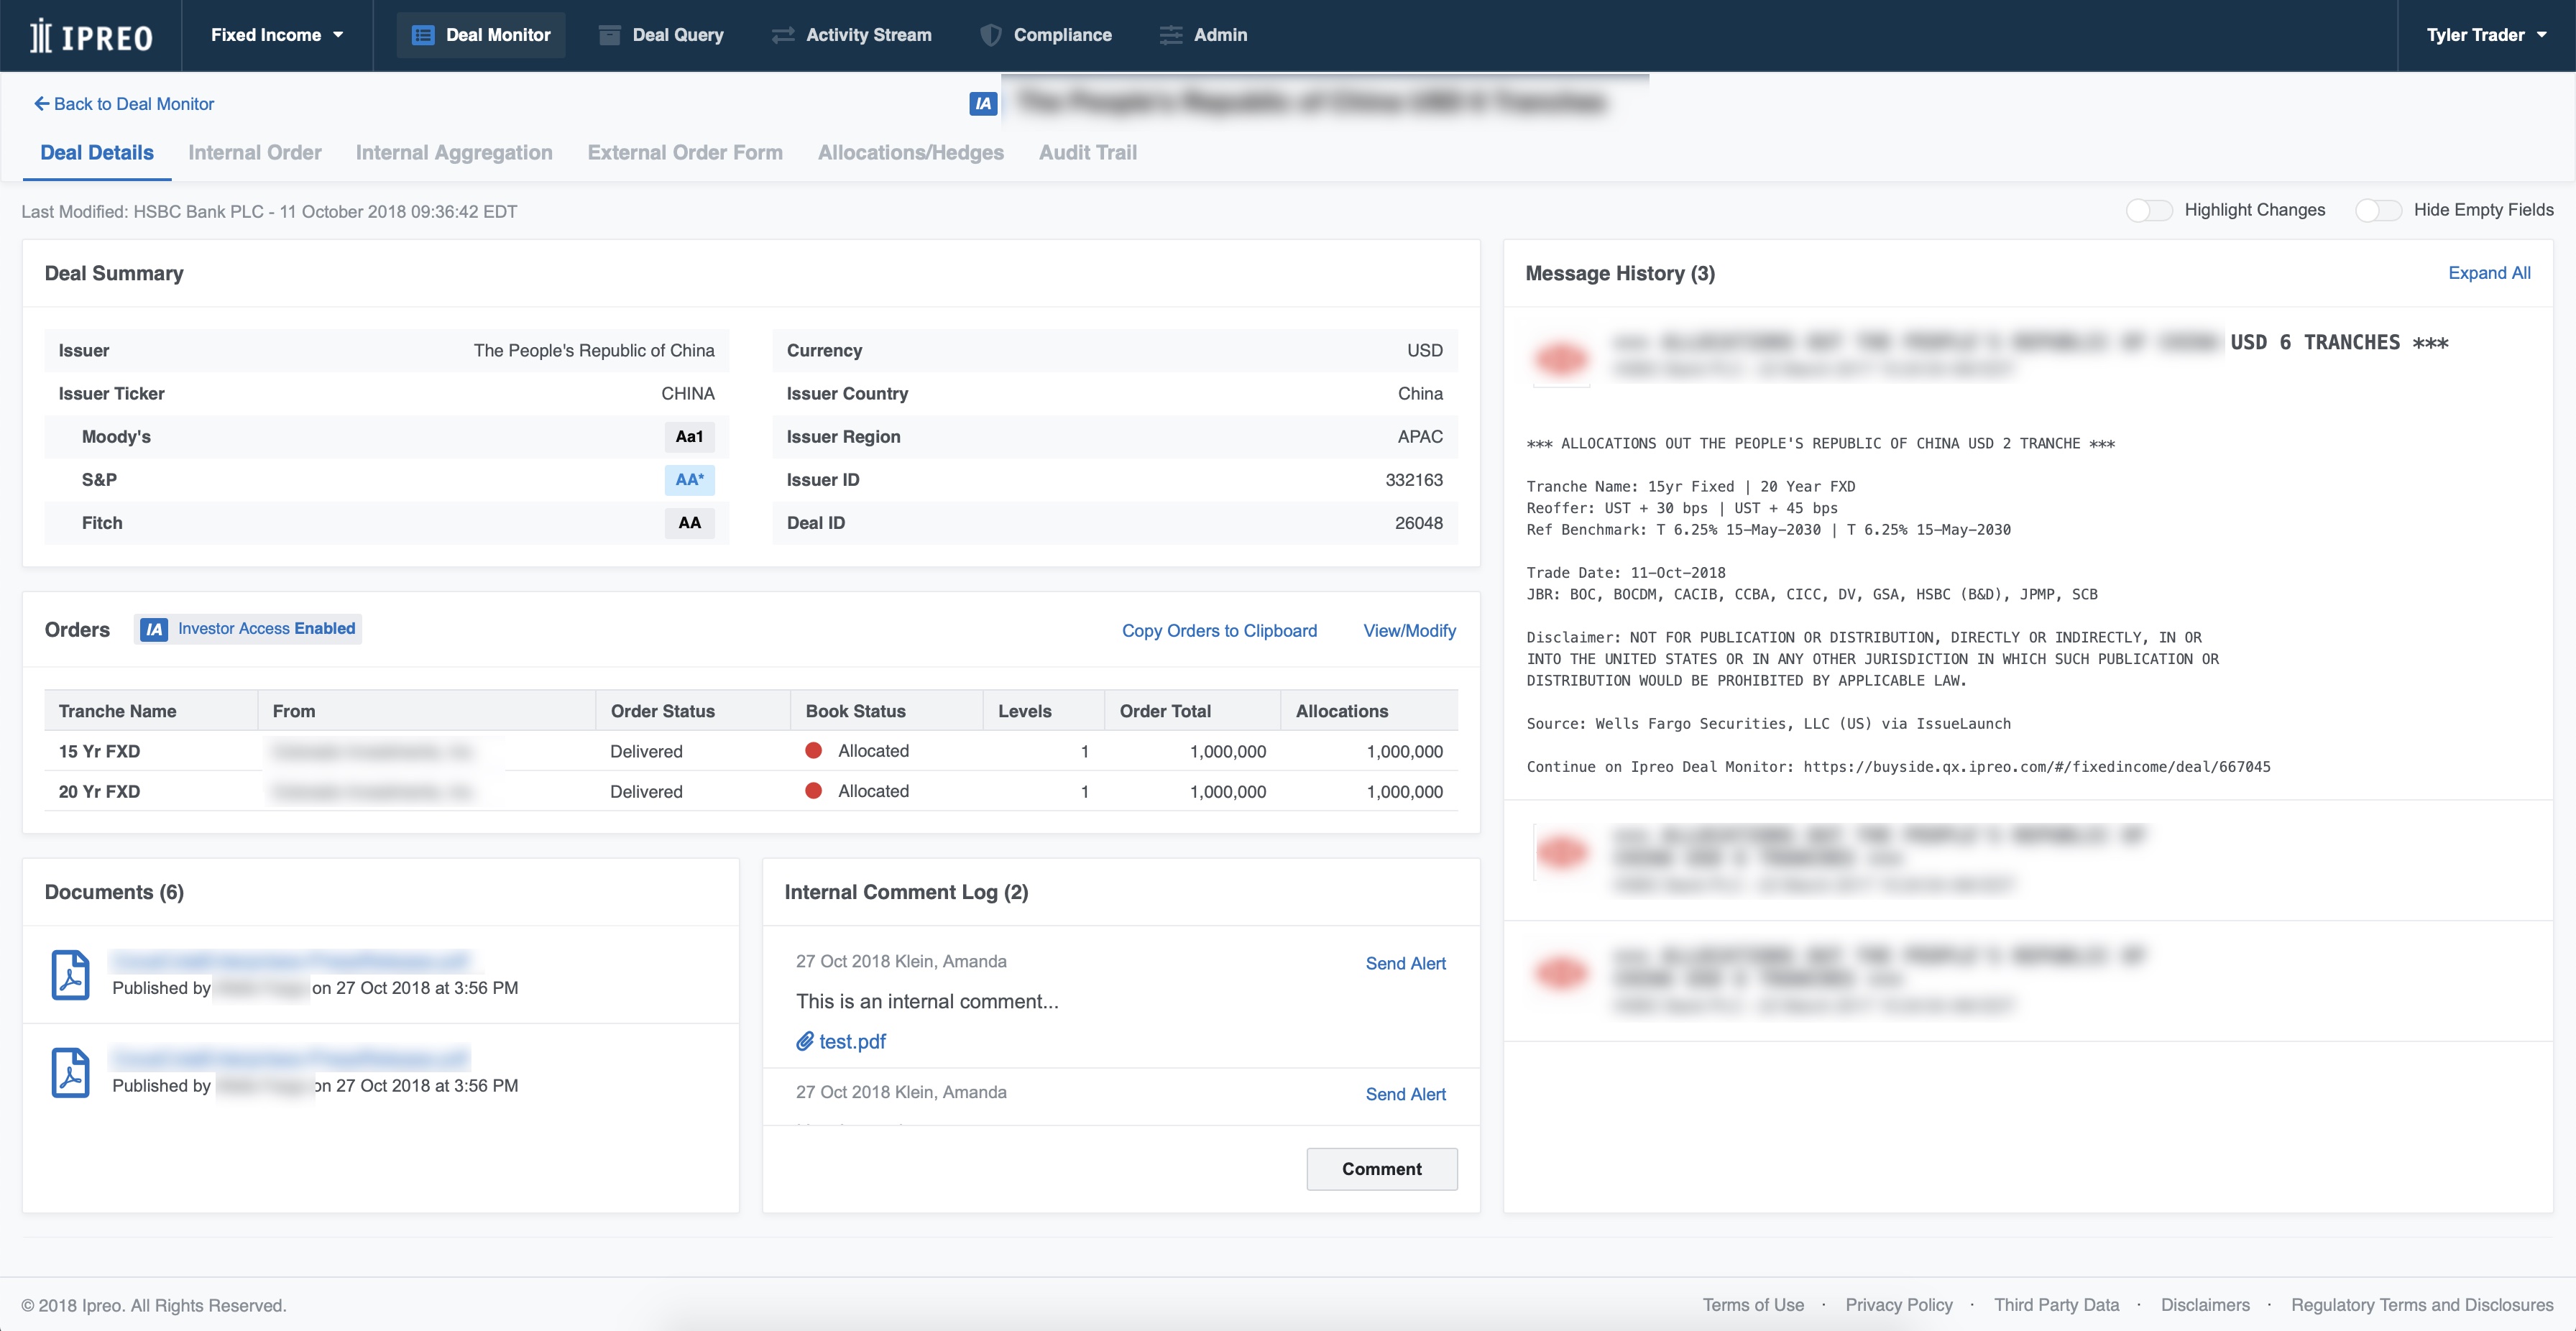 IPREO
Fixed Income
Deal Monitor
Deal Query
Activity Stream
Compliance
Admin
Tyler Trader
Back to Deal Monitor
IA The People's Republic of China USD 6 Tranches
Deal Details
Internal Order
Internal Aggregation
External Order Form
Allocations/Hedges
Audit Trail
Last Modified: HSBC Bank PLC - 11 October 2018 09:36:42 EDT
Highlight Changes
Hide Empty Fields
Deal Summary
Issuer The People's Republic of China
Issuer Ticker CHINA
Moody's Aa1
S&P AA*
Fitch AA
Currency USD
Issuer Country China
Issuer Region APAC
Issuer ID 332163
Deal ID 26048
Orders
IA Investor Access Enabled
Copy Orders to Clipboard
View/Modify
Tranche Name From Order Status Book Status Levels Order Total Allocations
15 Yr FXD Delivered Allocated 1 1,000,000 1,000,000
20 Yr FXD Delivered Allocated 1 1,000,000 1,000,000
Documents (6)
Published by on 27 Oct 2018 at 3:56 PM
Published by on 27 Oct 2018 at 3:56 PM
Internal Comment Log (2)
27 Oct 2018 Klein, Amanda
Send Alert
This is an internal comment...
test.pdf
27 Oct 2018 Klein, Amanda
Send Alert
Comment
Message History (3)
Expand All
USD 6 TRANCHES ***
*** ALLOCATIONS OUT THE PEOPLE'S REPUBLIC OF CHINA USD 2 TRANCHE ***
Tranche Name: 15yr Fixed | 20 Year FXD
Reoffer: UST + 30 bps | UST + 45 bps
Ref Benchmark: T 6.25% 15-May-2030 | T 6.25% 15-May-2030
Trade Date: 11-Oct-2018
JBR: BOC, BOCDM, CACIB, CCBA, CICC, DV, GSA, HSBC (B&D), JPMP, SCB
Disclaimer: NOT FOR PUBLICATION OR DISTRIBUTION, DIRECTLY OR INDIRECTLY, IN OR
INTO THE UNITED STATES OR IN ANY OTHER JURISDICTION IN WHICH SUCH PUBLICATION OR
DISTRIBUTION WOULD BE PROHIBITED BY APPLICABLE LAW.
Source: Wells Fargo Securities, LLC (US) via IssueLaunch
Continue on Ipreo Deal Monitor: https://buyside.qx.ipreo.com/#/fixedincome/deal/667045
© 2018 Ipreo. All Rights Reserved.
Terms of Use · Privacy Policy · Third Party Data · Disclaimers · Regulatory Terms and Disclosures